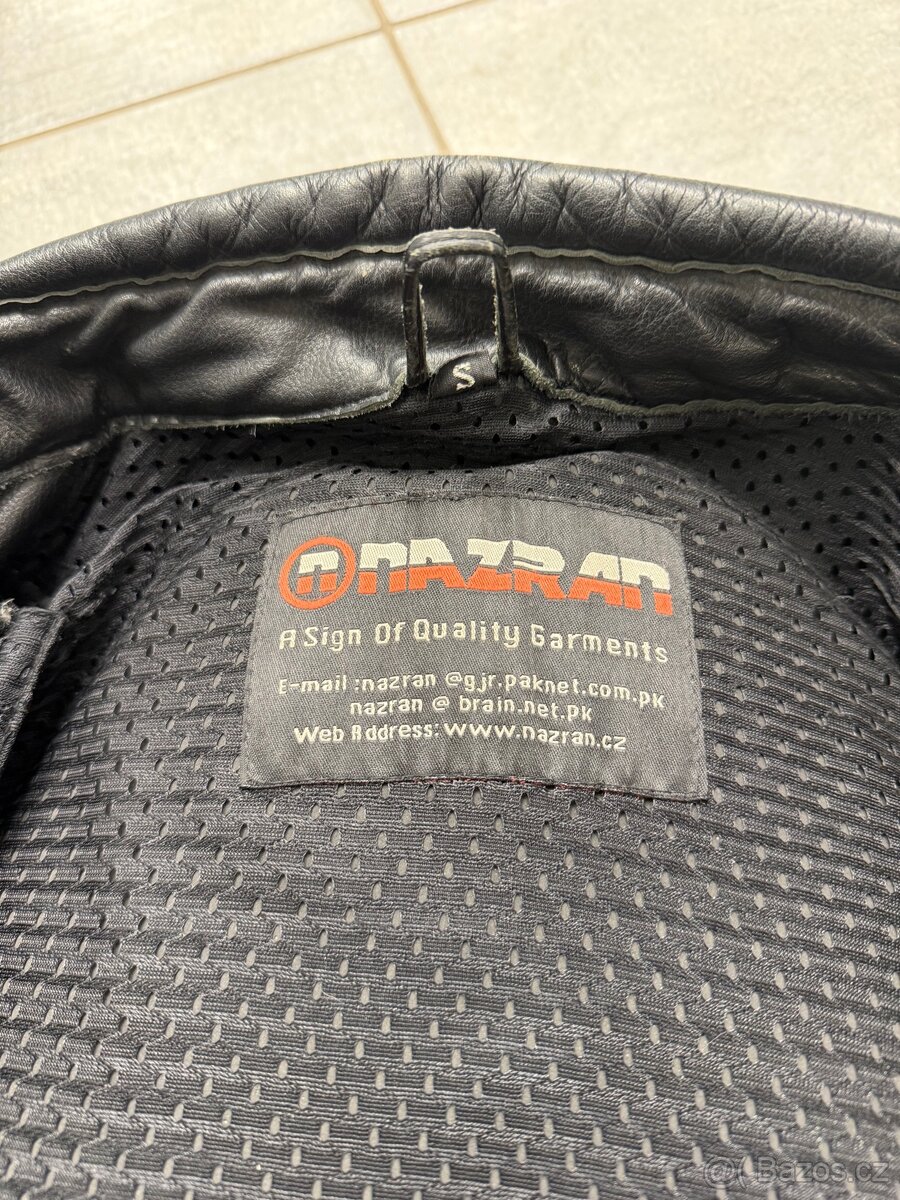 S
n NAZRAN
A Sign Of Quality Garments
E-mail :nazran @gjr.paknet.com.pk
nazran @ brain.net.pk
Web Address: www.nazran.cz
Bazos.cz